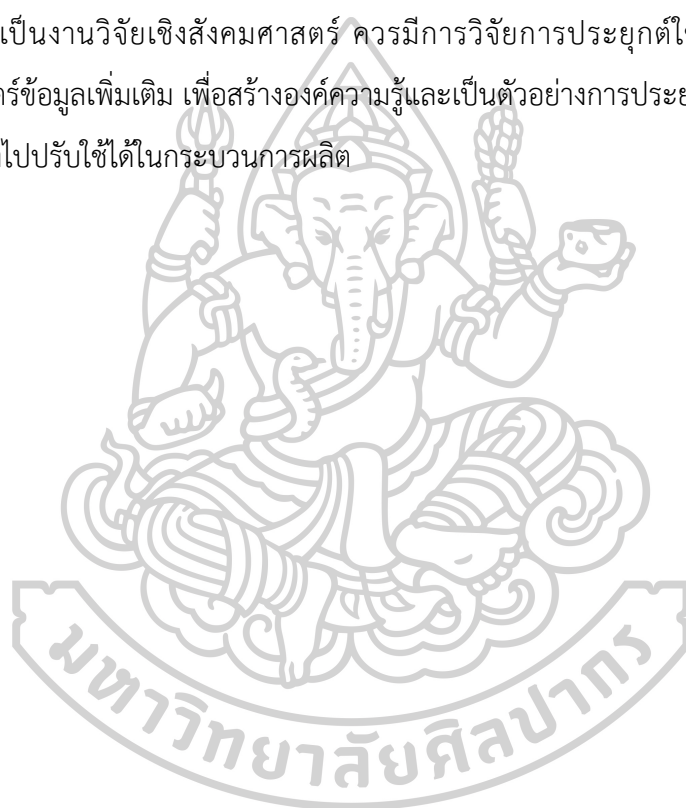 เป็นงานวิจัยเชิงสังคมศาสตร์ ควรมีการวิจัยการประยุกต์
ข้อมูลเพิ่มเติม เพื่อสร้างองค์ความรู้และเป็นตัวอย่างการ
ไปปรับใช้ได้ในกระบวนการผลิต
มหาวิทยาลัยศิลปากร